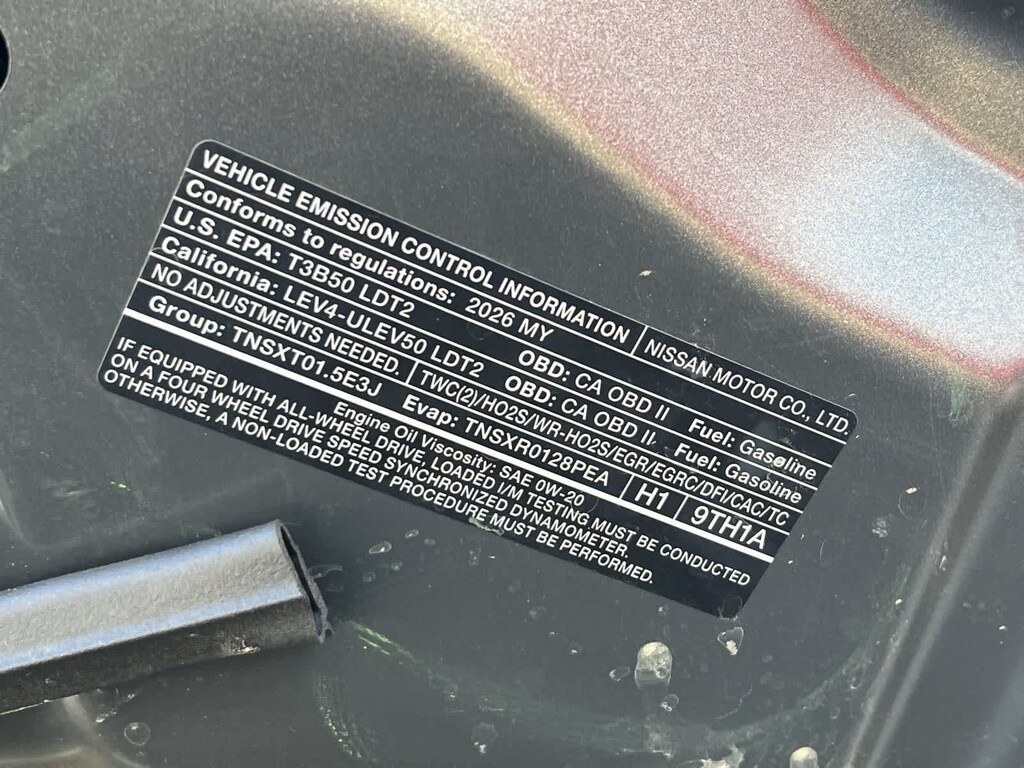 VEHICLE EMISSION CONTROL INFORMATION NISSAN MOTOR CO., LTD.
Conforms to regulations: 2026 MY
U.S. EPA: T3B50 LDT2 OBD: CA OBD II Fuel: Gasoline
California: LEV4-ULEV50 LDT2 OBD: CA OBD II. Fuel: Gasoline
NO ADJUSTMENTS NEEDED. TWC(2)/HO2S/WR-HO2S/EGR/EGRC/DFI/CAC/TC
Group: TNSXT01.5E3J Evap: TNSXR0128PEA H1 9TH1A
Engine Oil Viscosity: SAE 0W-20
IF EQUIPPED WITH ALL-WHEEL DRIVE, LOADED I/M TESTING MUST BE CONDUCTED
ON A FOUR WHEEL DRIVE SPEED SYNCHRONIZED DYNAMOMETER.
OTHERWISE, A NON-LOADED TEST PROCEDURE MUST BE PERFORMED.